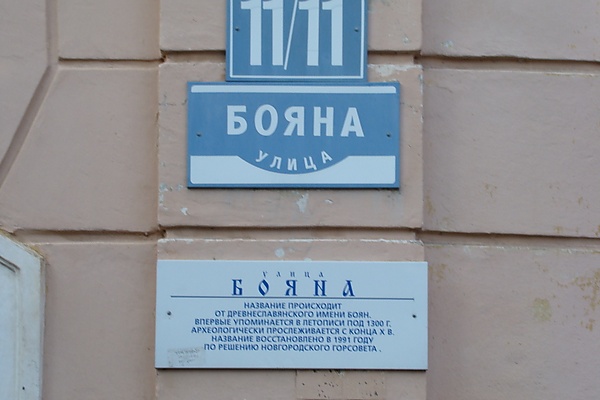 11/11
БОЯНА
УЛИЦА
УЛИЦА
БОЯНА
НАЗВАНИЕ ПРОИСХОДИТ
ОТ ДРЕВНЕСЛАВЯНСКОГО ИМЕНИ БОЯН.
ВПЕРВЫЕ УПОМИНАЕТСЯ В ЛЕТОПИСИ ПОД 1300 Г.
АРХЕОЛОГИЧЕСКИ ПРОСЛЕЖИВАЕТСЯ С КОНЦА X В.
НАЗВАНИЕ ВОССТАНОВЛЕНО В 1991 ГОДУ
ПО РЕШЕНИЮ НОВГОРОДСКОГО ГОРСОВЕТА .